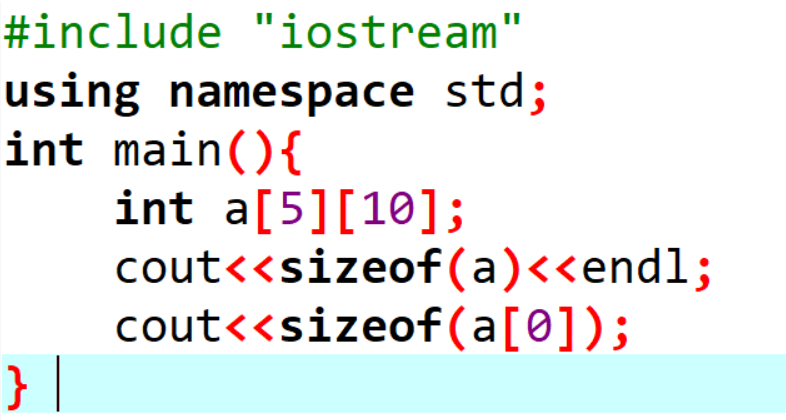 #include "iostream"
using namespace std;
int main(){
    int a[5][10];
    cout<<sizeof(a)<<endl;
    cout<<sizeof(a[0]);
}